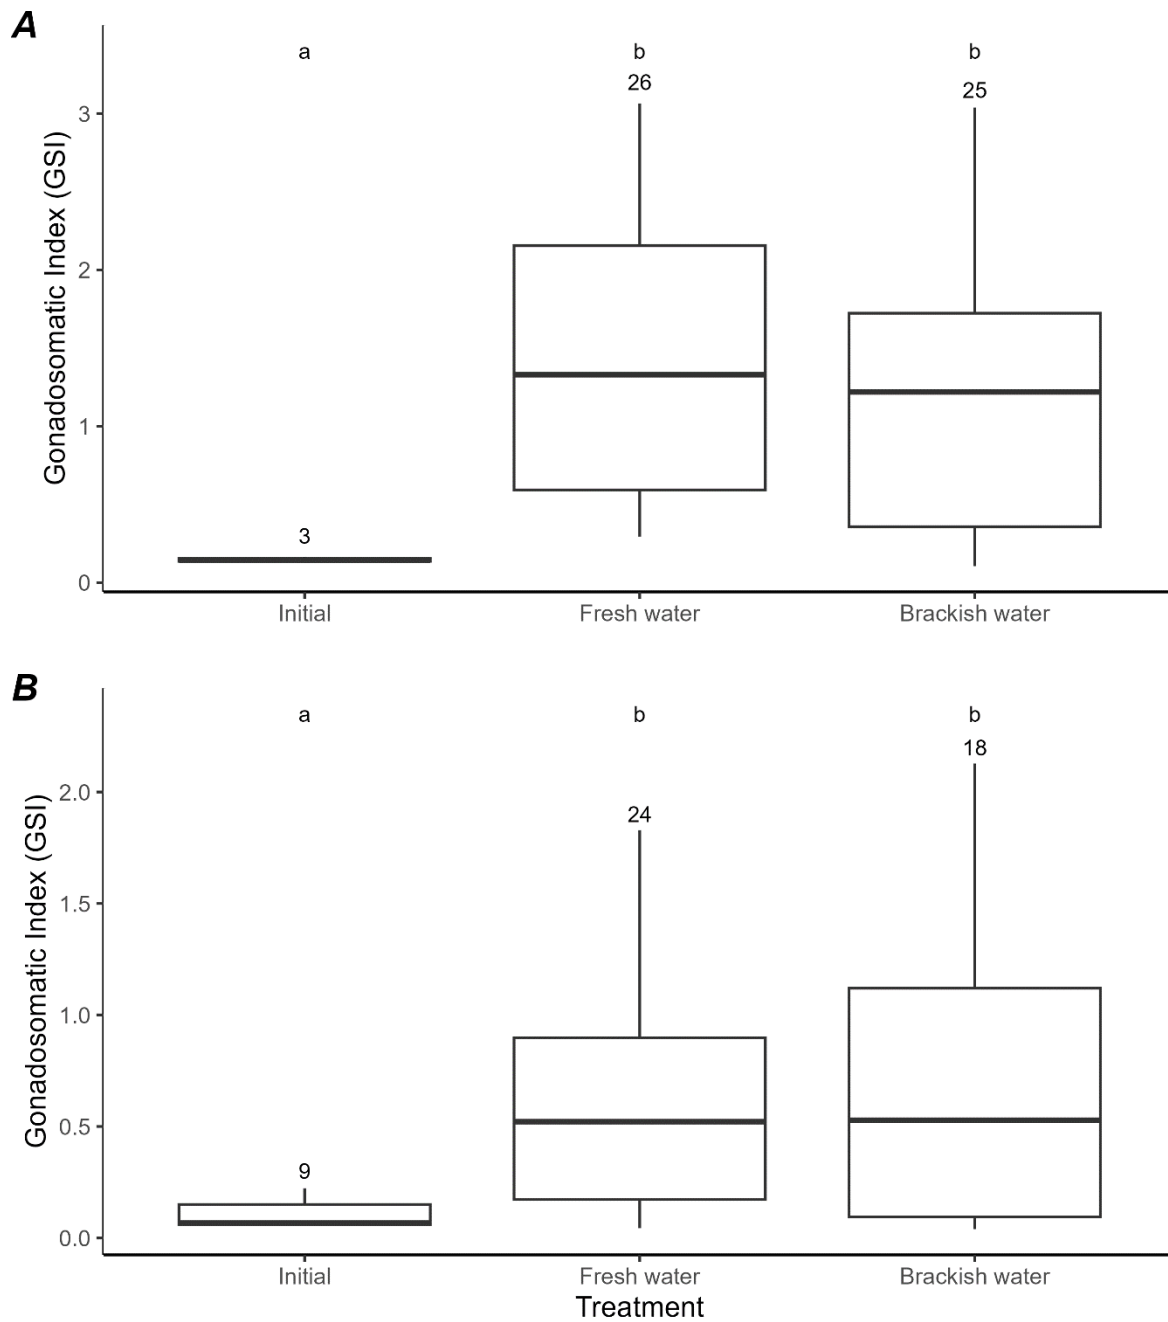 A
a b b
26
25
3
2
1
0
3
Gonadosomatic Index (GSI)
Initial Fresh water Brackish water
B
a b b
18
24
9
2.0
1.5
1.0
0.5
0.0
Gonadosomatic Index (GSI)
Initial Fresh water Brackish water
Treatment